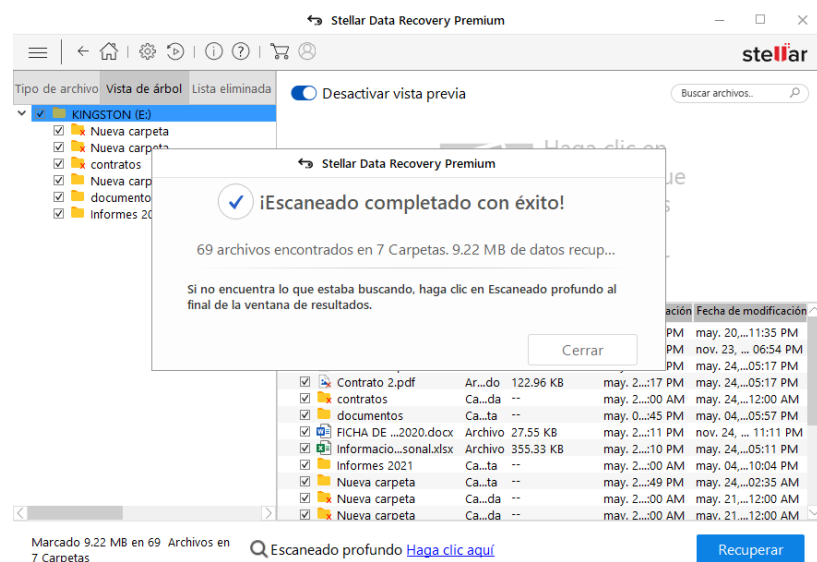 Stellar Data Recovery Premium
stellar
Tipo de archivo Vista de árbol Lista eliminada
Desactivar vista previa
Buscar archivos..
KINGSTON (E:)
Nueva carpeta
Nueva carpeta
contratos
Nueva carp
documento
Informes 20
Haga clic en
ue
s
Stellar Data Recovery Premium
¡Escaneado completado con éxito!
69 archivos encontrados en 7 Carpetas. 9.22 MB de datos recup...
Si no encuentra lo que estaba buscando, haga clic en Escaneado profundo al
final de la ventana de resultados.
Cerrar
ación Fecha de modificación
PM may. 20,...11:35 PM
PM nov. 23, ... 06:54 PM
PM may. 24,...05:17 PM
Contrato 2.pdf Ar...do 122.96 KB may. 2...:17 PM may. 24,...05:17 PM
contratos Ca...da -- may. 2...:00 AM may. 24,...12:00 AM
documentos Ca...ta -- may. 0...:45 PM may. 04,...05:57 PM
FICHA DE ...2020.docx Archivo 27.55 KB may. 2...:11 PM nov. 24, ... 11:11 PM
Informacio...sonal.xlsx Archivo 355.33 KB may. 2...:10 PM may. 24,...05:11 PM
Informes 2021 Ca...ta -- may. 2...:00 AM may. 04,...10:04 PM
Nueva carpeta Ca...ta -- may. 2...:49 PM may. 24,...02:35 AM
Nueva carpeta Ca...da -- may. 2...:00 AM may. 21,...12:00 AM
Nueva carpeta Ca...da -- may. 2...:00 AM may. 21,...12:00 AM
Marcado 9.22 MB en 69 Archivos en
7 Carpetas
Escaneado profundo Haga clic aquí
Recuperar